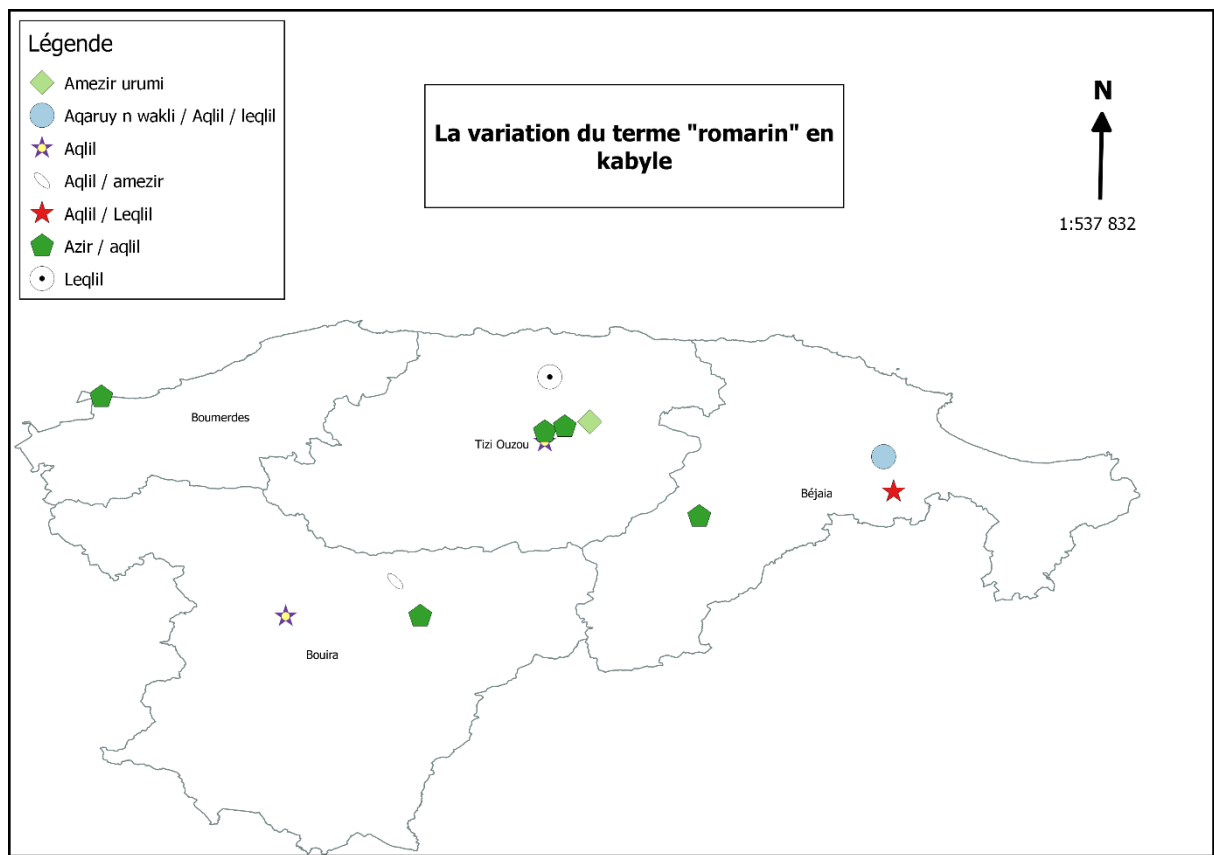 Légende
Amezir urumi
Aqaruy n wakli / Aqlil / leqlil
Aqlil
Aqlil / amezir
Aqlil / Leqlil
Azir / aqlil
Leqlil
La variation du terme "romarin" en
kabyle
N
1:537 832
Boumerdes
Tizi Ouzou
Béjaia
Bouira